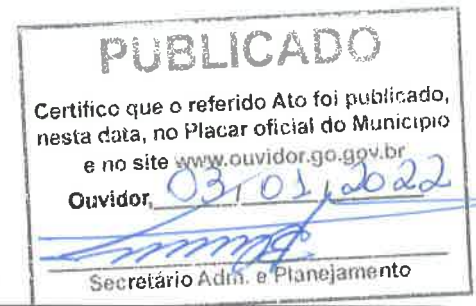 PUBLICADO
Certifico que o referido Ato foi publicado,
nesta data, no Placar oficial do Municipio
e no site www.ouvidor.go.gov.br
Ouvidor, 03, 01, 2022
Secretário Adm. e Planejamento